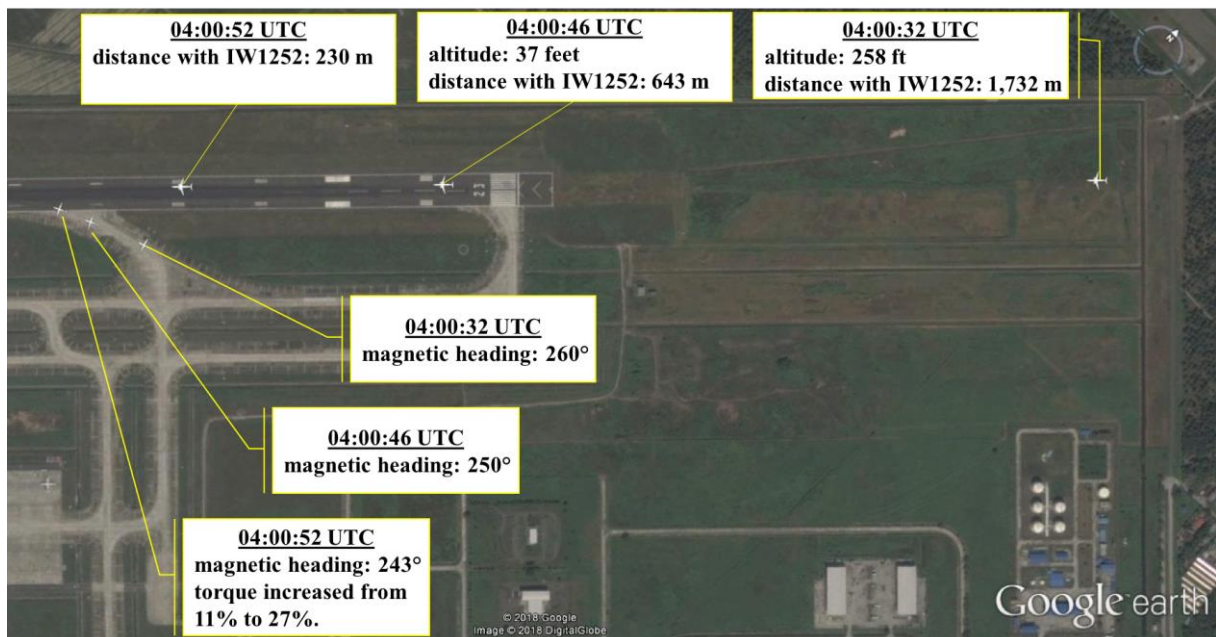 04:00:52 UTC
distance with IW1252: 230 m
04:00:46 UTC
altitude: 37 feet
distance with IW1252: 643 m
04:00:32 UTC
altitude: 258 ft
distance with IW1252: 1,732 m
N
23
04:00:32 UTC
magnetic heading: 260°
04:00:46 UTC
magnetic heading: 250°
04:00:52 UTC
magnetic heading: 243°
torque increased from
11% to 27%.
© 2018 Google
Image © 2018 DigitalGlobe
Google earth